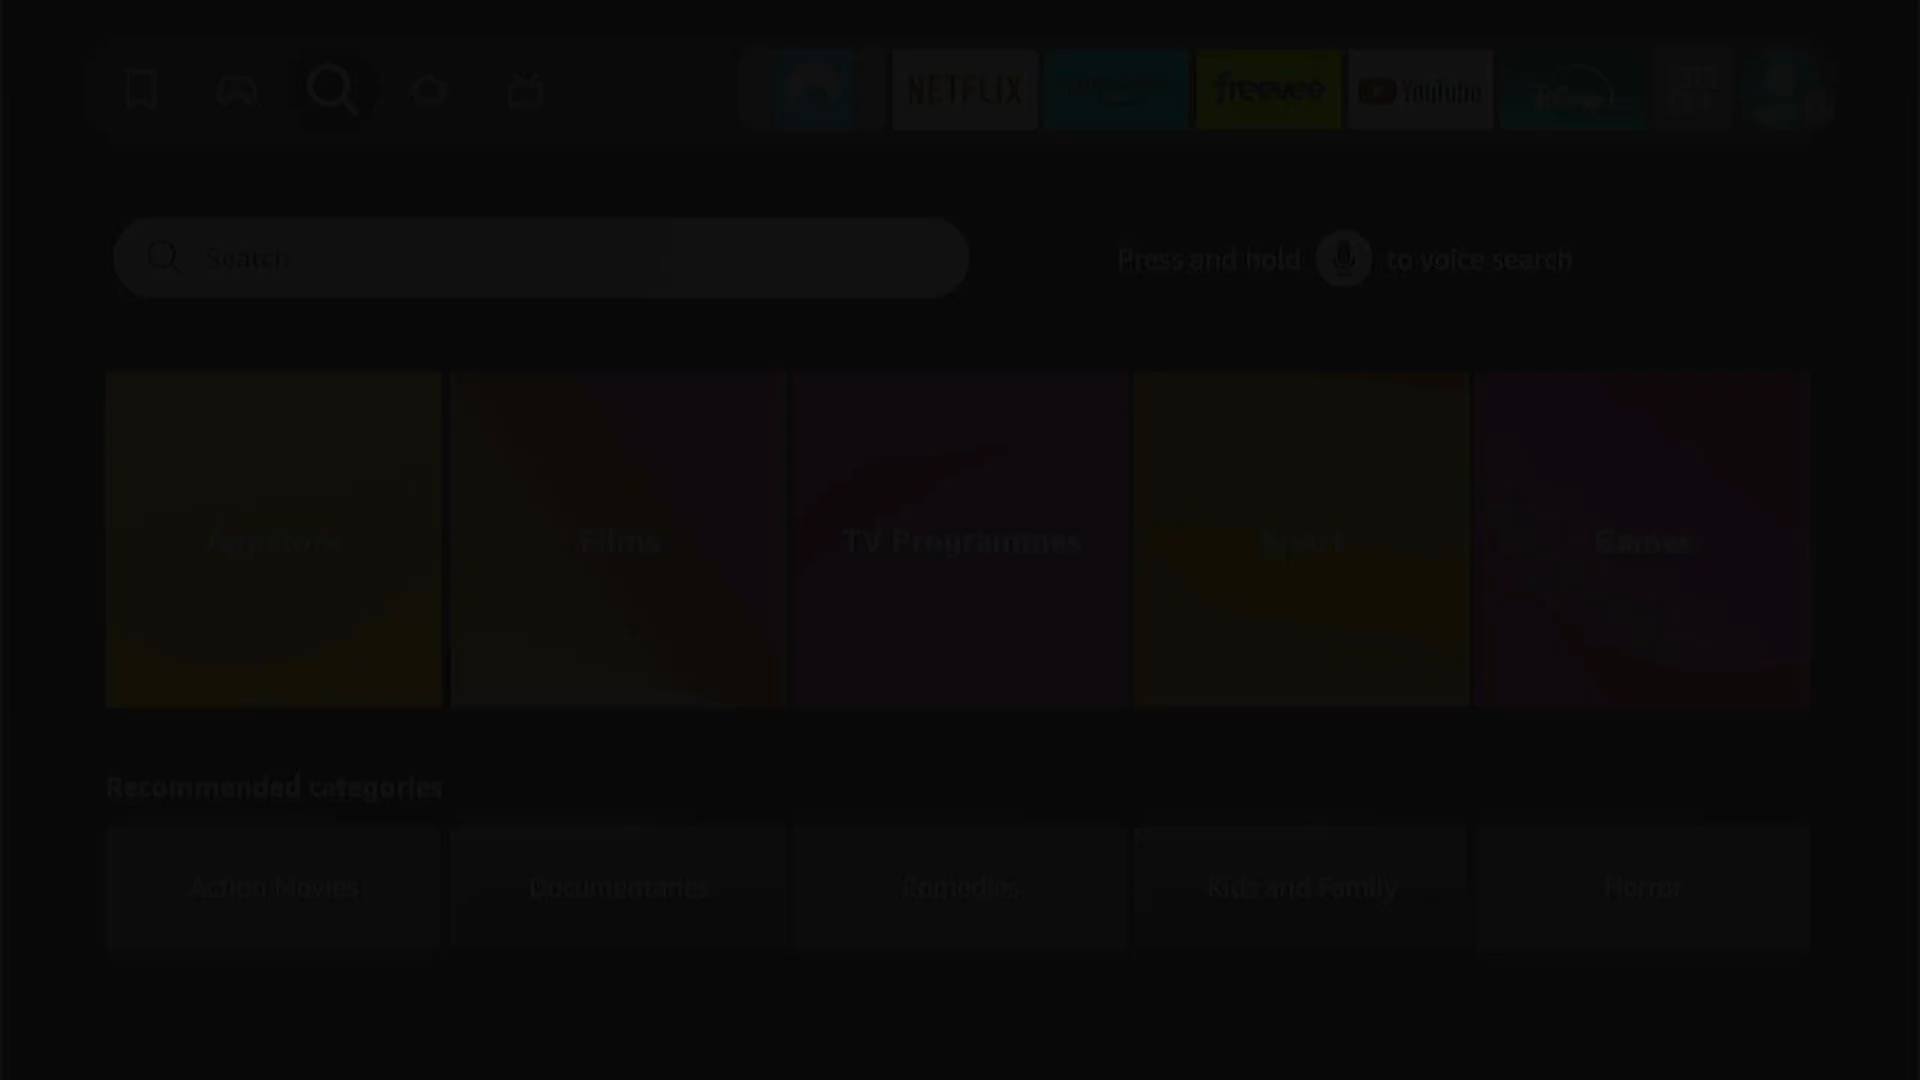 NETFLIX
freevee
YouTube
Search
Press and hold to voice search
Appstore
Films
TV Programmes
Sport
Games
Recommended categories
Action Movies
Documentaries
Comedies
Kids and Family
Horror